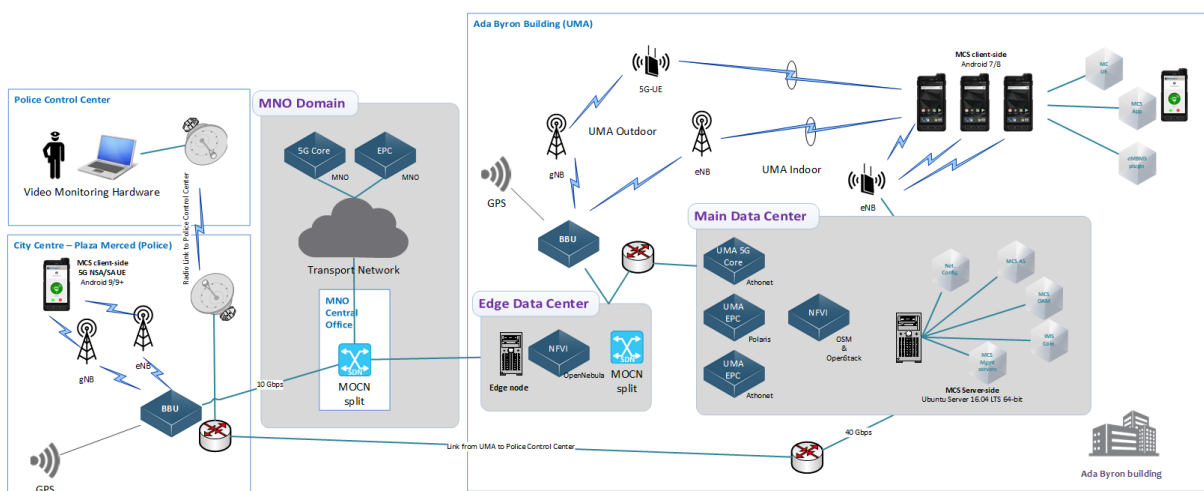 Ada Byron Building (UMA)
MCS client-side
Android 7/8
MC UE
MCS App
eMBMS plugin
5G-UE
UMA Outdoor
UMA Indoor
gNB
eNB
eNB
GPS
BBU
Police Control Center
Video Monitoring Hardware
Radio Link to Police Control Center
City Centre – Plaza Merced (Police)
MCS client-side
5G NSA/SA UE
Android 9/9+
gNB
eNB
BBU
GPS
10 Gbps
MNO Domain
5G Core
MNO
EPC
MNO
Transport Network
MNO
Central
Office
SDN
MOCN
split
Edge Data Center
Edge node
NFVI
OpenNebula
SDN
MOCN
split
Main Data Center
UMA 5G
Core
Athonet
UMA
EPC
Polaris
UMA
EPC
Athonet
NFVI
OSM
&
OpenStack
Net.
Config.
MCS AS
MCS
OAM
IMS
Core
MCS
Mgmt
servers
MCS Server-side
Ubuntu Server 16.04 LTS 64-bit
40 Gbps
Link from UMA to Police Control Center
Ada Byron building